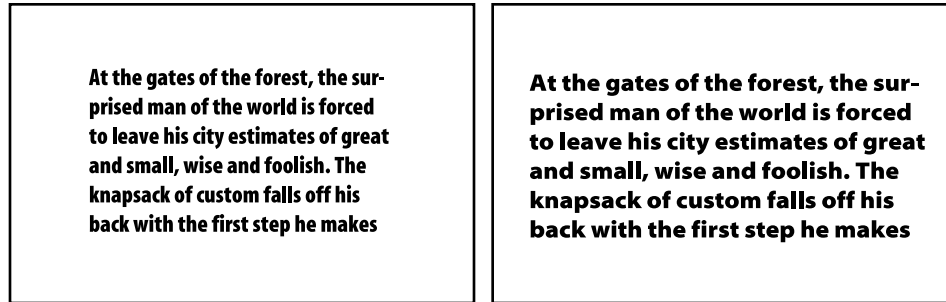 At the gates of the forest, the sur-
prised man of the world is forced
to leave his city estimates of great
and small, wise and foolish. The
knapsack of custom falls off his
back with the first step he makes
At the gates of the forest, the sur-
prised man of the world is forced
to leave his city estimates of great
and small, wise and foolish. The
knapsack of custom falls off his
back with the first step he makes